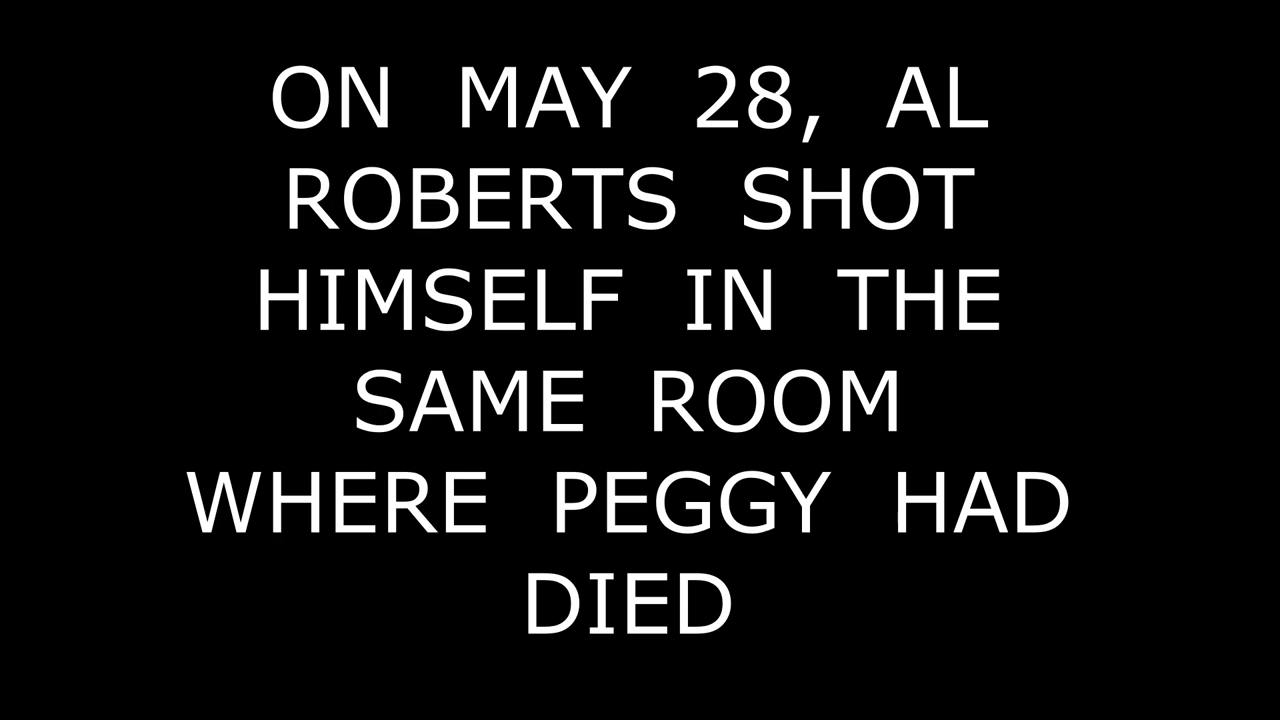 ON MAY 28, AL
ROBERTS SHOT
HIMSELF IN THE
SAME ROOM
WHERE PEGGY HAD
DIED